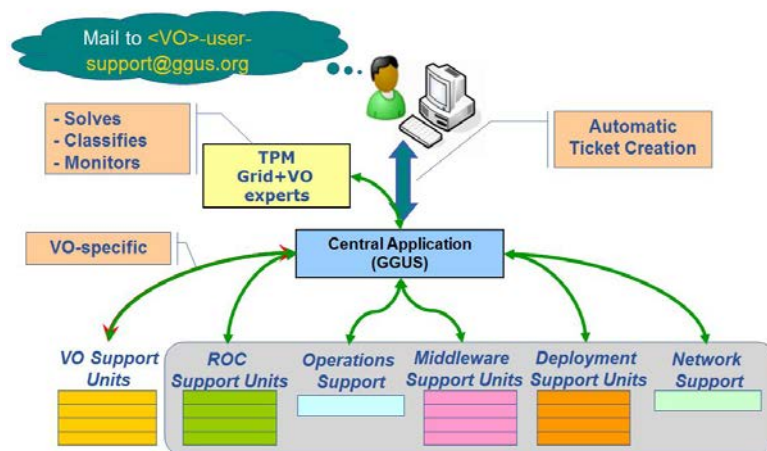 Mail to <VO>-user-
support@ggus.org
- Solves
- Classifies
- Monitors
TPM
Grid+VO
experts
Automatic
Ticket Creation
VO-specific
Central Application
(GGUS)
VO Support
Units
ROC
Support Units
Operations
Support
Middleware
Support Units
Deployment
Support Units
Network
Support